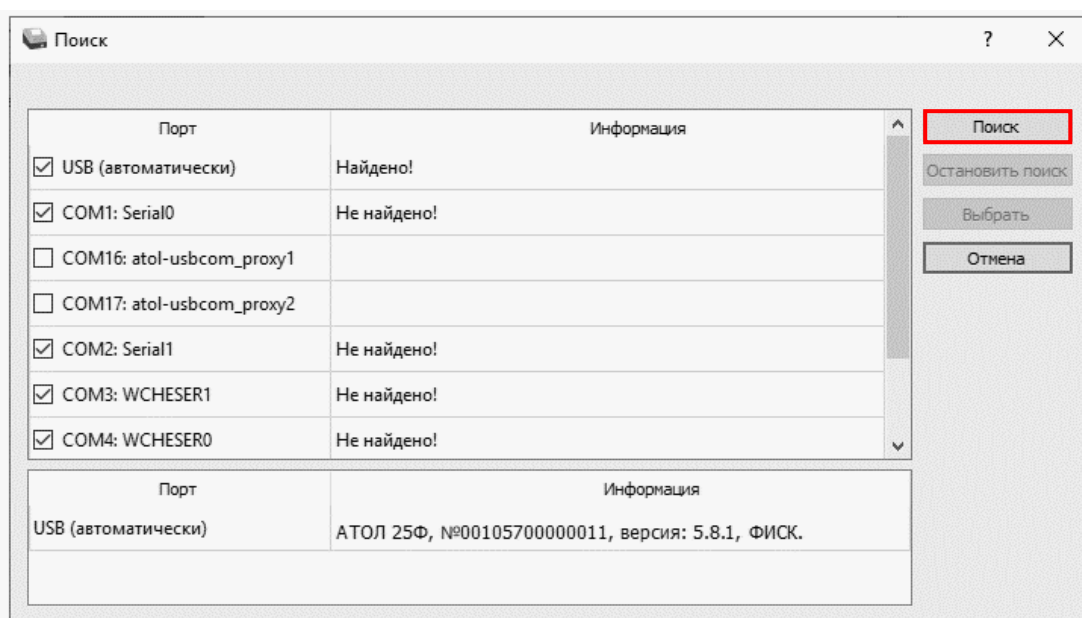 Поиск
?
Порт Информация
USB (автоматически) Найдено!
COM1: Serial0 Не найдено!
COM16: atol-usbcom_proxy1
COM17: atol-usbcom_proxy2
COM2: Serial1 Не найдено!
COM3: WCHESER1 Не найдено!
COM4: WCHESER0 Не найдено!
Поиск
Остановить поиск
Выбрать
Отмена
Порт Информация
USB (автоматически) АТОЛ 25Ф, №00105700000011, версия: 5.8.1, ФИСК.